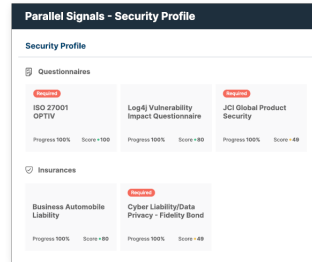 Parallel Signals - Security Profile
Security Profile
Questionnaires
Required
ISO 27001
OPTIV
Progress 100% Score 100
Log4j Vulnerability
Impact Questionnaire
Progress 100% Score 80
Required
JCI Global Product
Security
Progress 100% Score 49
Insurances
Business Automobile
Liability
Progress 100% Score 80
Required
Cyber Liability/Data
Privacy - Fidelity Bond
Progress 100% Score 49